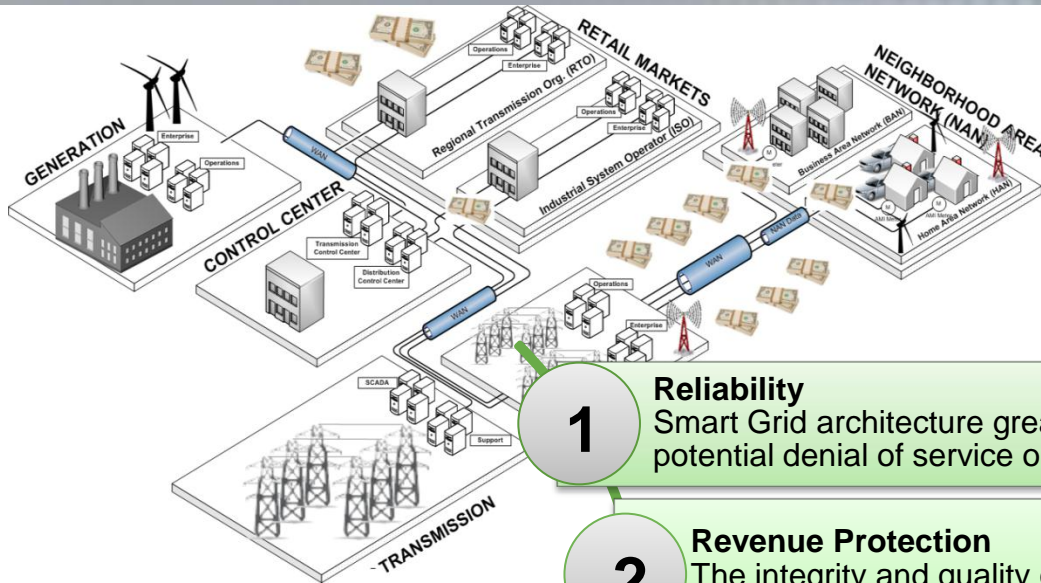 RETAIL MARKETS
Operations
Enterprise
Regional Transmission Org. (RTO)
Operations
Enterprise
Industrial System Operator (ISO)
NEIGHBORHOOD AREA
NETWORK (NAN)
Business Area Network (BAN)
M
M
M
AMI Mete
Home Area Network (HAN)
GENERATION
Enterprise
Operations
WAN
CONTROL CENTER
Transmission
Control Center
Distribution
Control Center
WAN
NAN Data
WAN
Operations
Enterprise
SCADA
Support
TRANSMISSION
1
Reliability
Smart Grid architecture grea
potential denial of service o
2
Revenue Protection
The integrity and quality